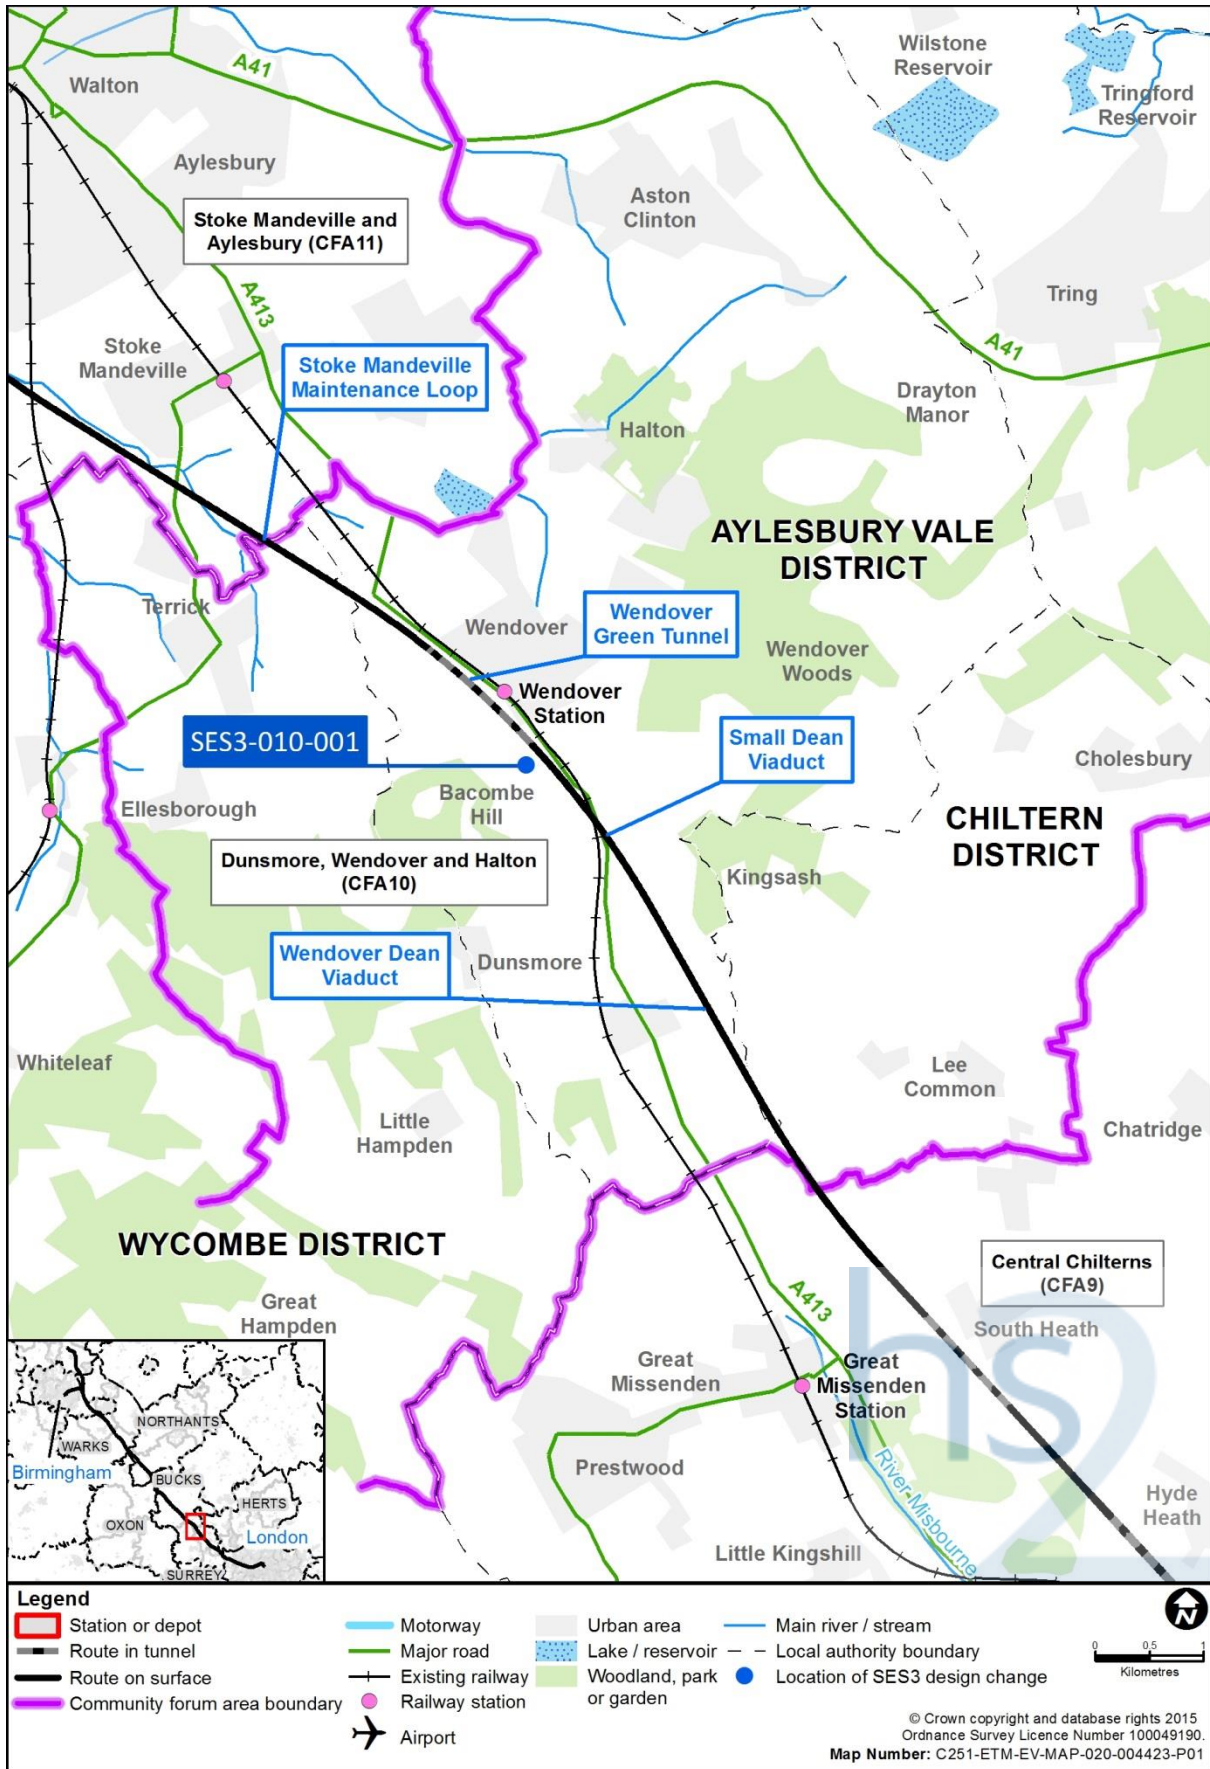 Wilstone
Reservoir
Tringford
Reservoir
A41
Walton
Aylesbury
Aston
Clinton
Stoke Mandeville and
Aylesbury (CFA11)
A413
Tring
A41
Stoke
Mandeville
Stoke Mandeville
Maintenance Loop
Drayton
Manor
Halton
AYLESBURY VALE
DISTRICT
Terrick
Wendover
Wendover
Green Tunnel
Wendover
Woods
Wendover
Station
SES3-010-001
Small Dean
Viaduct
Cholesbury
Ellesborough
Bacombe
Hill
CHILTERN
DISTRICT
Dunsmore, Wendover and Halton
(CFA10)
Kingsash
Wendover Dean
Viaduct
Dunsmore
Whiteleaf
Lee
Common
Little
Hampden
Chatridge
WYCOMBE DISTRICT
Central Chilterns
(CFA9)
Great
Hampden
A413
South Heath
Great
Missenden
Great
Missenden
Station
hs2
NORTHANTS
WARKS
Birmingham
BUCKS
HERTS
OXON
London
SURREY
Prestwood
River Misbourne
Hyde
Heath
Little Kingshill
Legend
Station or depot
Route in tunnel
Route on surface
Community forum area boundary
Motorway
Major road
Existing railway
Railway station
Airport
Urban area
Lake / reservoir
Woodland, park
or garden
Main river / stream
Local authority boundary
Location of SES3 design change
N
0 0.5 1
Kilometres
© Crown copyright and database rights 2015
Ordnance Survey Licence Number 100049190.
Map Number: C251-ETM-EV-MAP-020-004423-P01